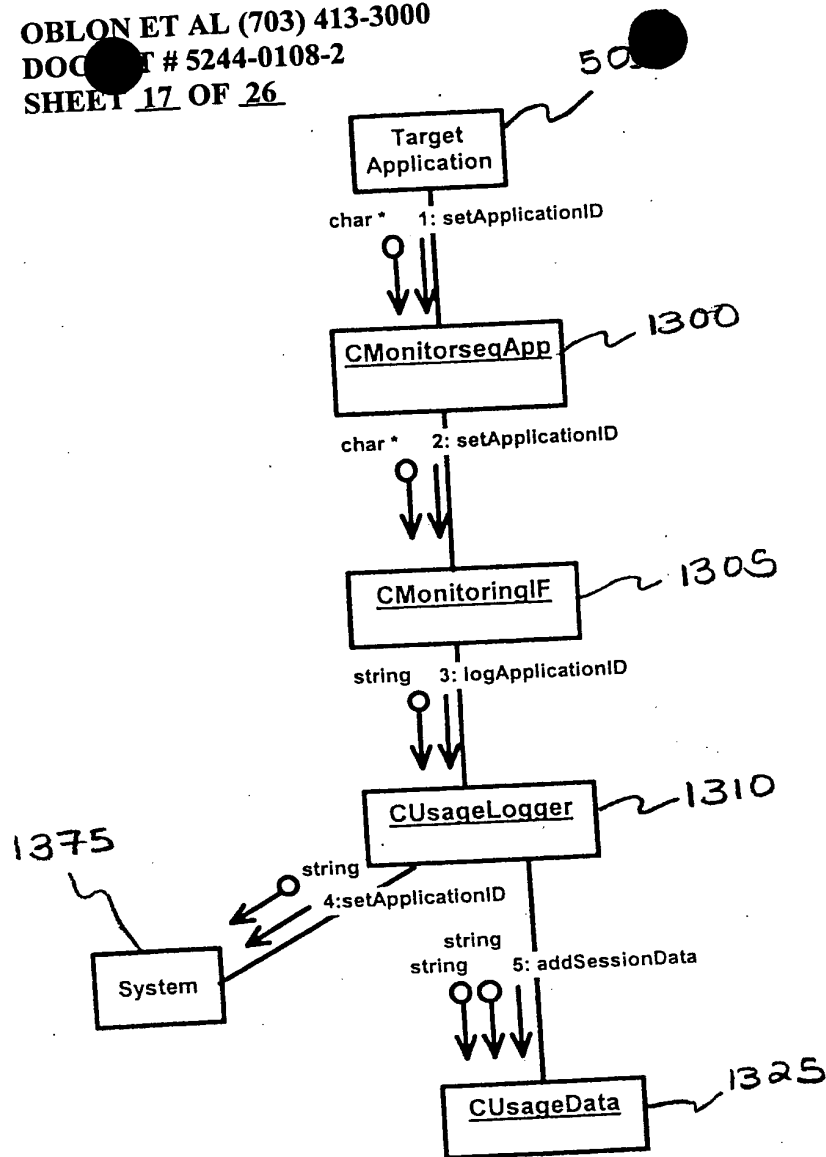 OBLON ET AL (703) 413-3000
# 5244-0108-2
SHEET 17 OF 26
Target
Application
char * 1: setApplicationID
1300
CMonitorseqApp
char * 2: setApplicationID
1305
CMonitoringIF
string 3: logApplicationID
1310
CUsageLogger
1375
string
4:setApplicationID
System
string
string 5: addSessionData
1325
CUsageData